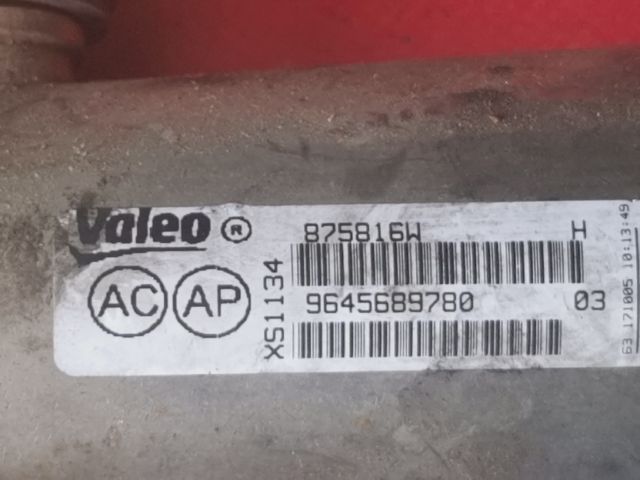 Valeo ®
AC AP
XS1134
875816W H
9645689780 03
63 171005 10:13:49